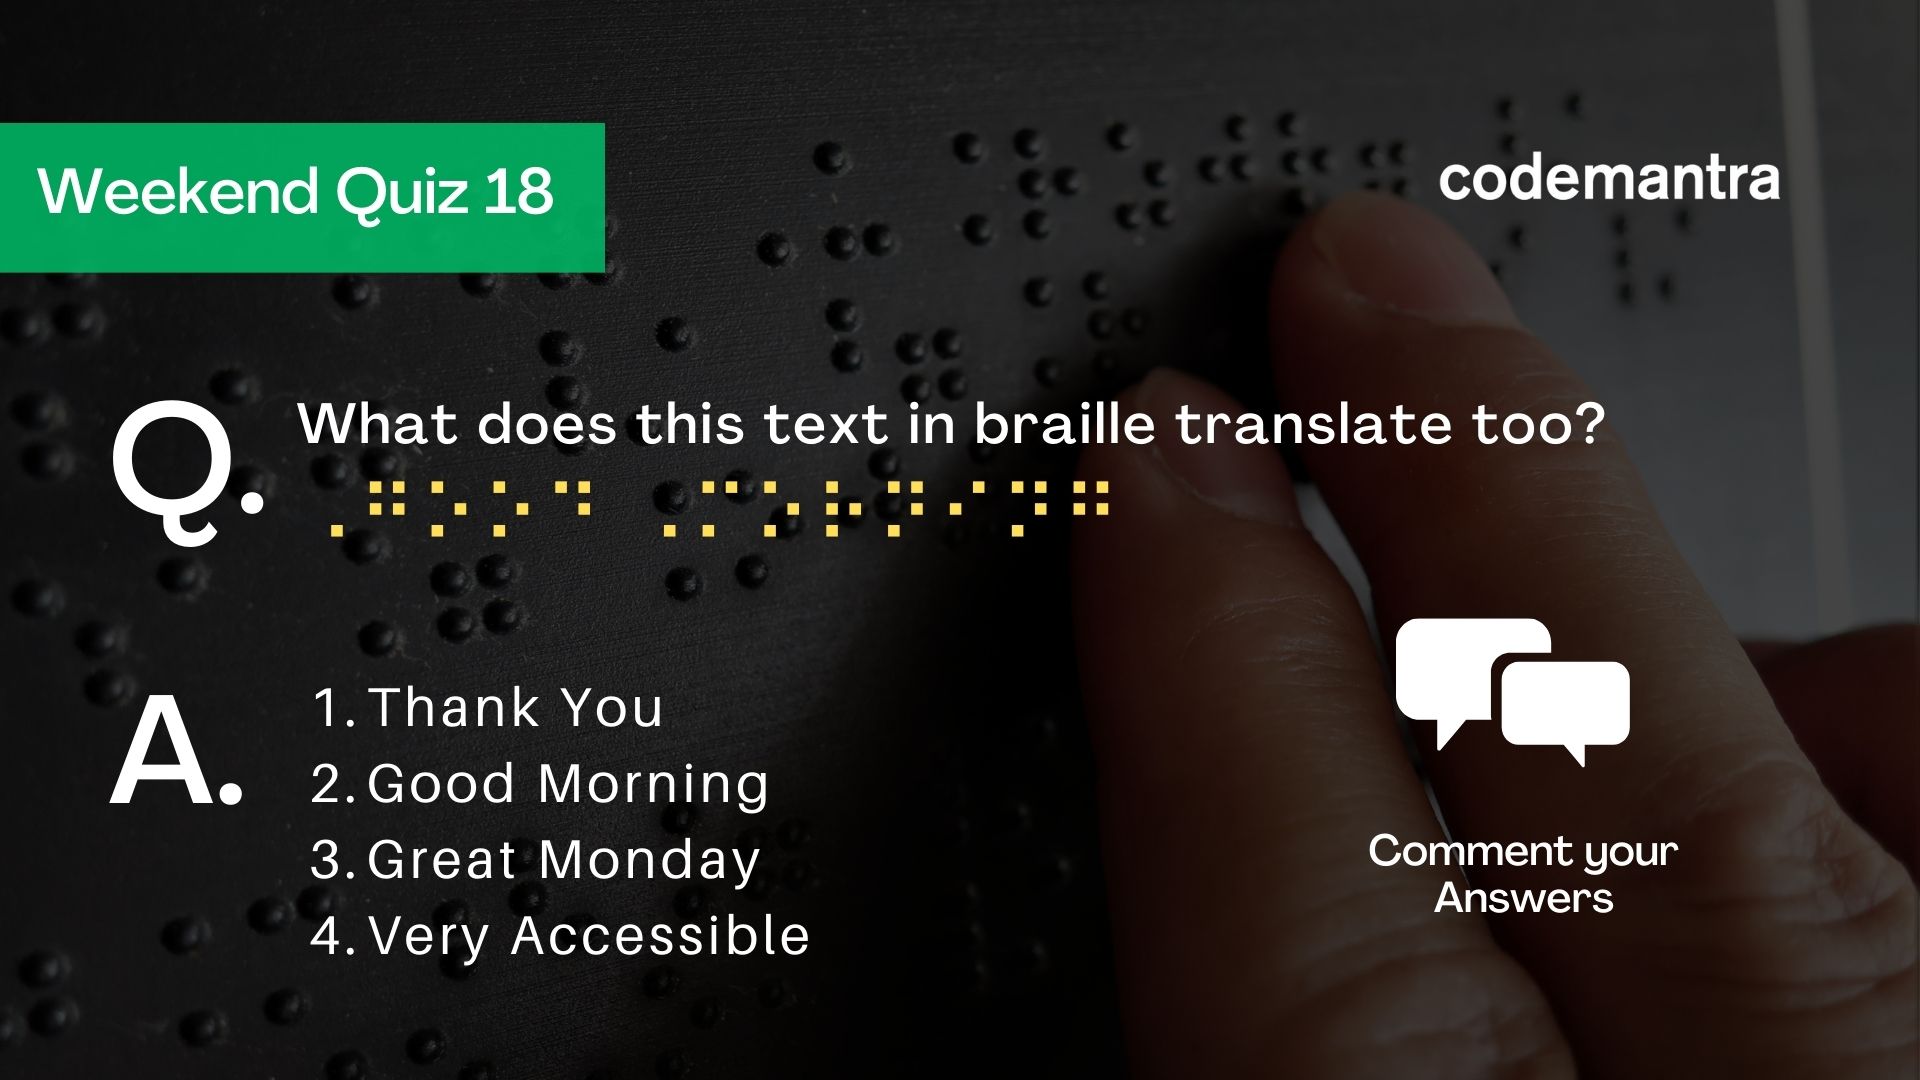 Weekend Quiz 18
codemantra
Q. What does this text in braille translate too?
⠠⠛⠕⠕⠙ ⠠⠍⠕⠗⠝⠊⠝⠛
A. 1. Thank You
2. Good Morning
3. Great Monday
4. Very Accessible
Comment your
Answers